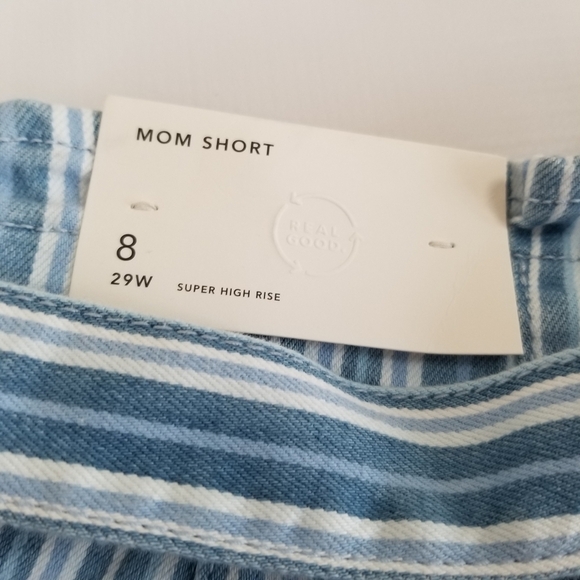 MOM SHORT
REAL
GOOD.
8
29W
SUPER HIGH RISE